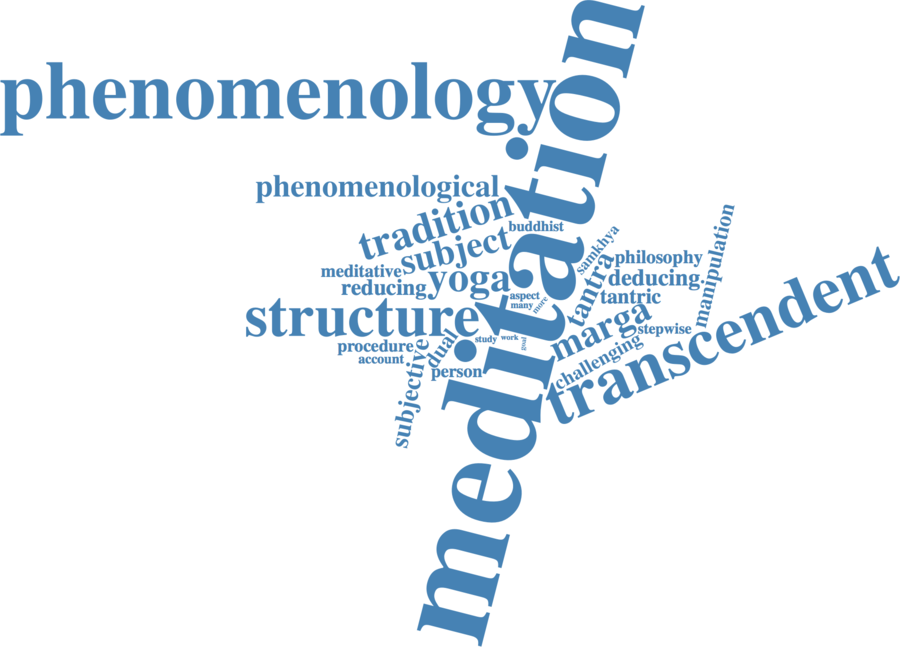 meditation
phenomenology
phenomenological
tradition
buddhist
subject
meditative
yoga
reducing
structure
aspect
many
more
study
work
goal
procedure
account
dual
person
subjective
samkhya
tantra
philosophy
deducing
tantric
manipulation
marga
stepwise
challenging
transcendent